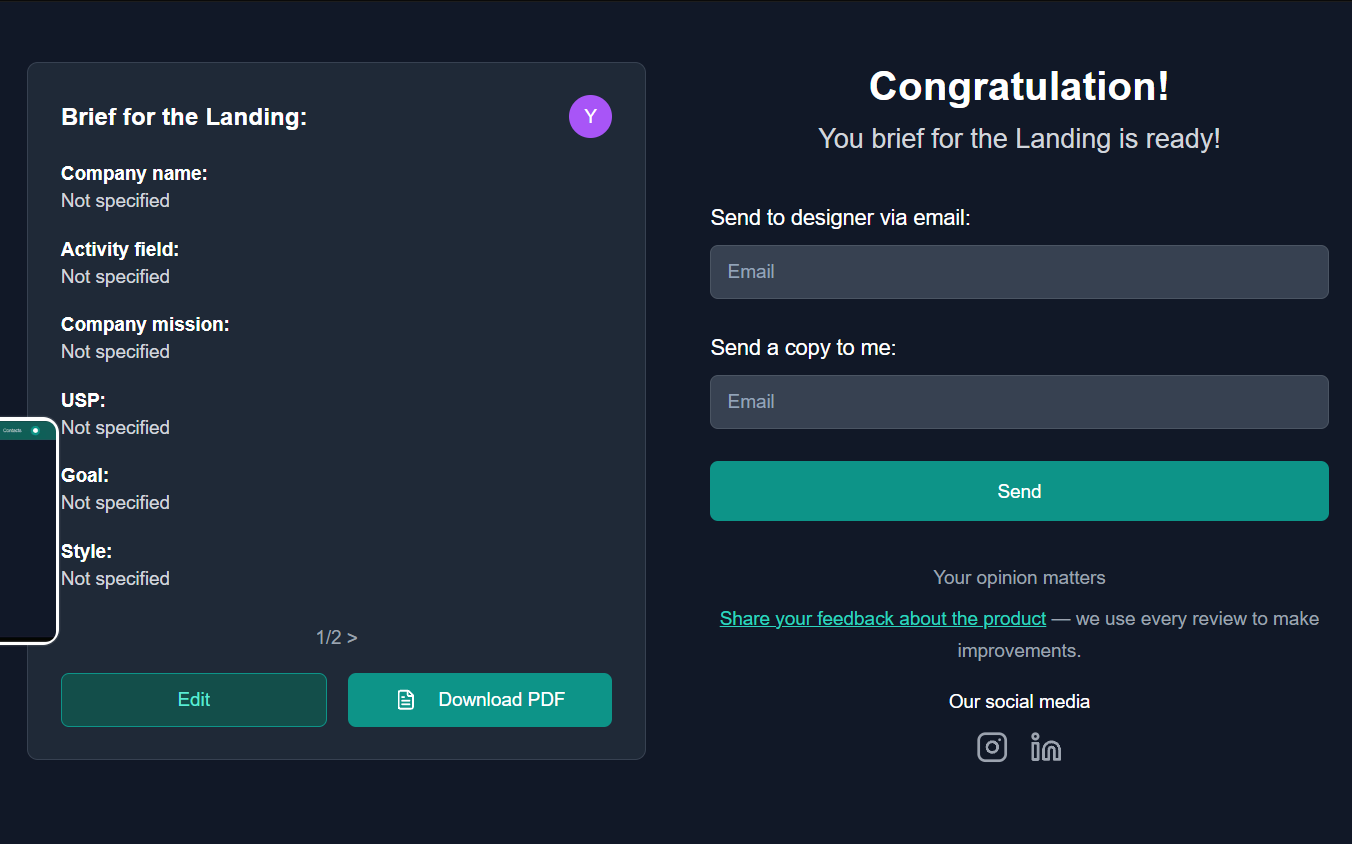 Brief for the Landing:
Y
Company name:
Not specified
Activity field:
Not specified
Company mission:
Not specified
USP:
Not specified
Contacts
Goal:
Not specified
Style:
Not specified
1/2 >
Edit
Download PDF
Congratulation!
You brief for the Landing is ready!
Send to designer via email:
Email
Send a copy to me:
Email
Send
Your opinion matters
Share your feedback about the product — we use every review to make
improvements.
Our social media